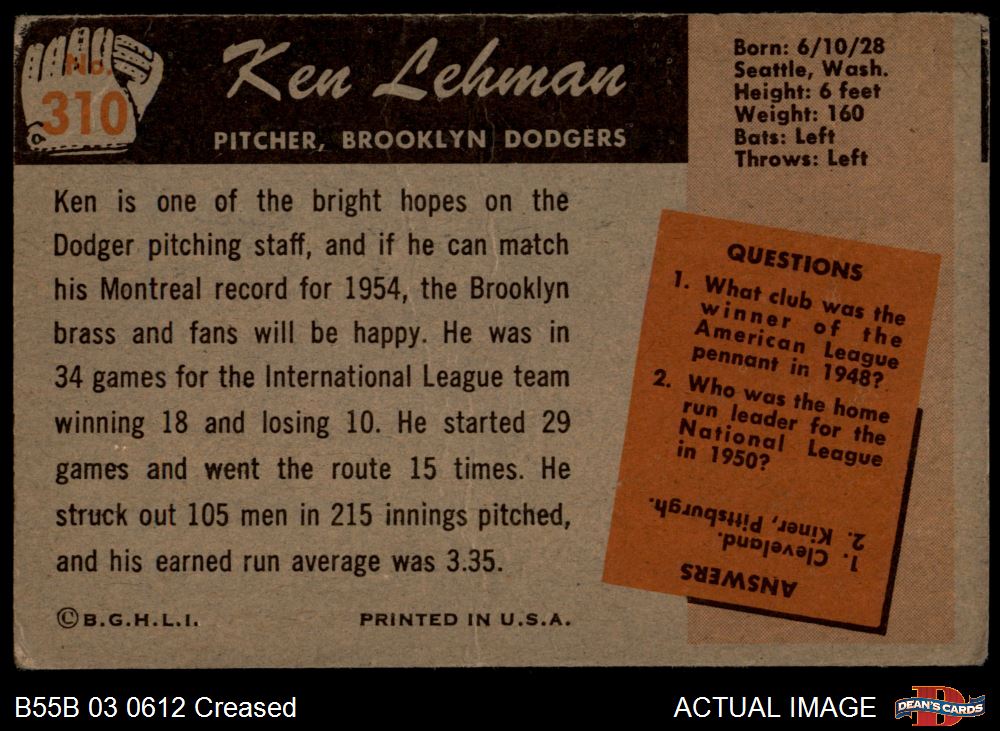 No.
310
Ken Lehman
PITCHER, BROOKLYN DODGERS
Born: 6/10/28
Seattle, Wash.
Height: 6 feet
Weight: 160
Bats: Left
Throws: Left
Ken is one of the bright hopes on the
Dodger pitching staff, and if he can match
his Montreal record for 1954, the Brooklyn
brass and fans will be happy. He was in
34 games for the International League team
winning 18 and losing 10. He started 29
games and went the route 15 times. He
struck out 105 men in 215 innings pitched,
and his earned run average was 3.35.
QUESTIONS
1. What club was the
winner of the
American League
pennant in 1948?
2. Who was the home
run leader for the
National League
in 1950?
ANSWERS
1. Cleveland.
2. Kiner, Pittsburgh.
©B.G.H.L.I.
PRINTED IN U.S.A.
B55B 03 0612 Creased
ACTUAL IMAGE
D
DEAN'S CARDS